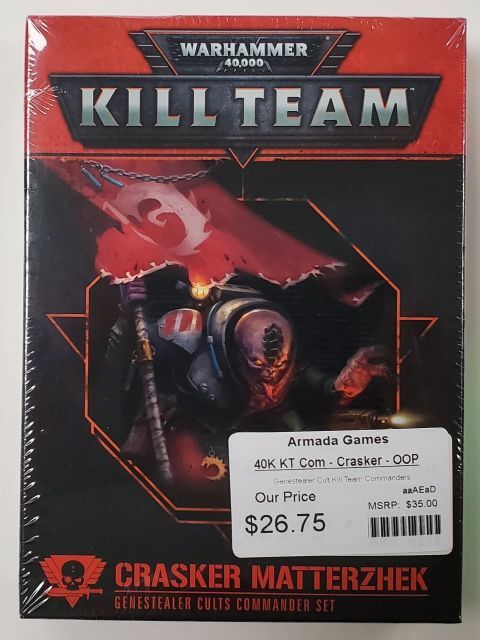 WARHAMMER
40,000
KILL TEAM™
Armada Games
40K KT Com - Crasker - OOP
Genestealer Cult Kill Team Commanders
Our Price
aaAEaD
MSRP: $35.00
$26.75
CRASKER MATTERZHEK
GENESTEALER CULTS COMMANDER SET